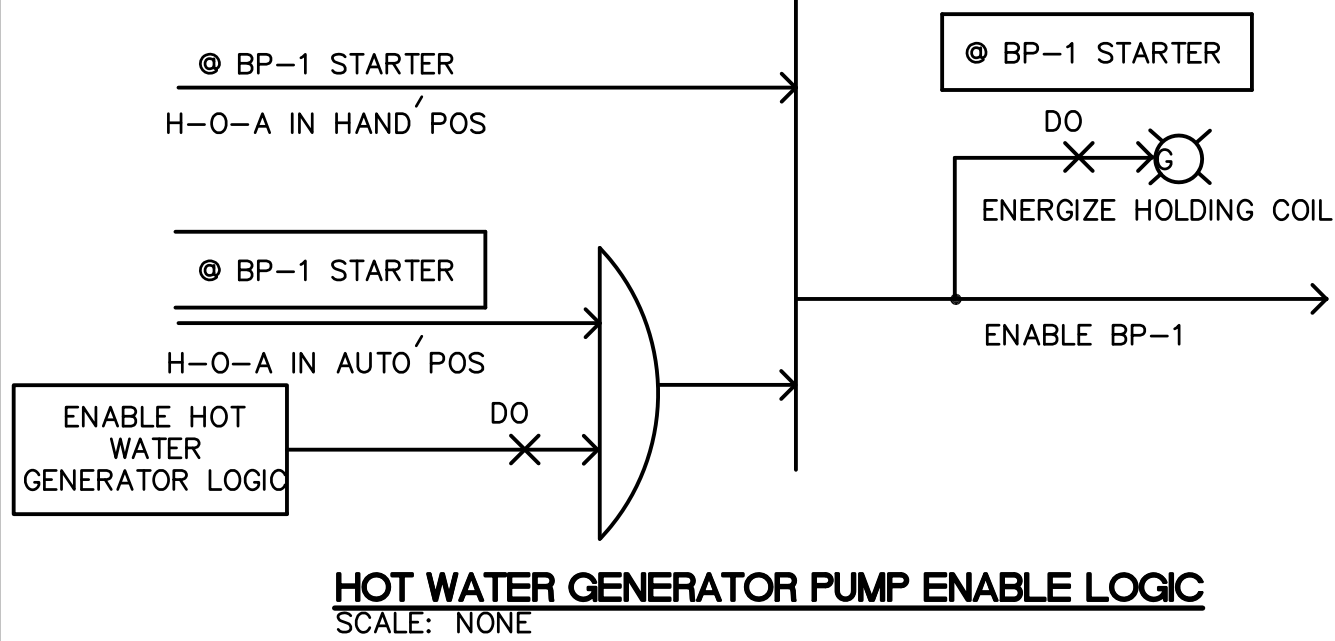 @ BP-1 STARTER
H-O-A IN HAND' POS
@ BP-1 STARTER
H-O-A IN AUTO' POS
ENABLE HOT
WATER
GENERATOR LOGIC
DO
@ BP-1 STARTER
DO
G
ENERGIZE HOLDING COIL
ENABLE BP-1
HOT WATER GENERATOR PUMP ENABLE LOGIC
SCALE: NONE